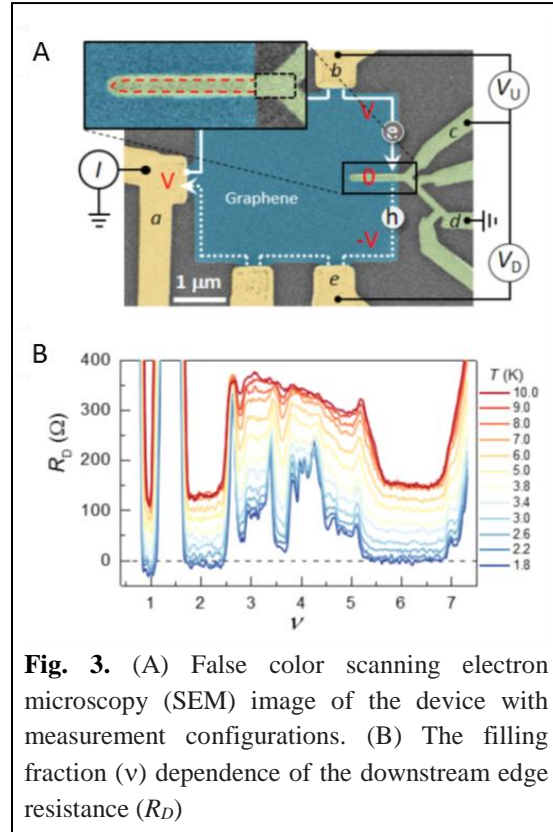 A
b
V
V_U
e
c
I
V
0
Graphene
h
d
a
-V
V_D
1 μm
e
B
400
300
200
100
0
R_D (Ω)
1 2 3 4 5 6 7
ν
T (K)
10.0
9.0
8.0
7.0
6.0
5.0
3.8
3.4
3.0
2.6
2.2
1.8
Fig. 3. (A) False color scanning electron
microscopy (SEM) image of the device with
measurement configurations. (B) The filling
fraction (ν) dependence of the downstream edge
resistance (R_D)